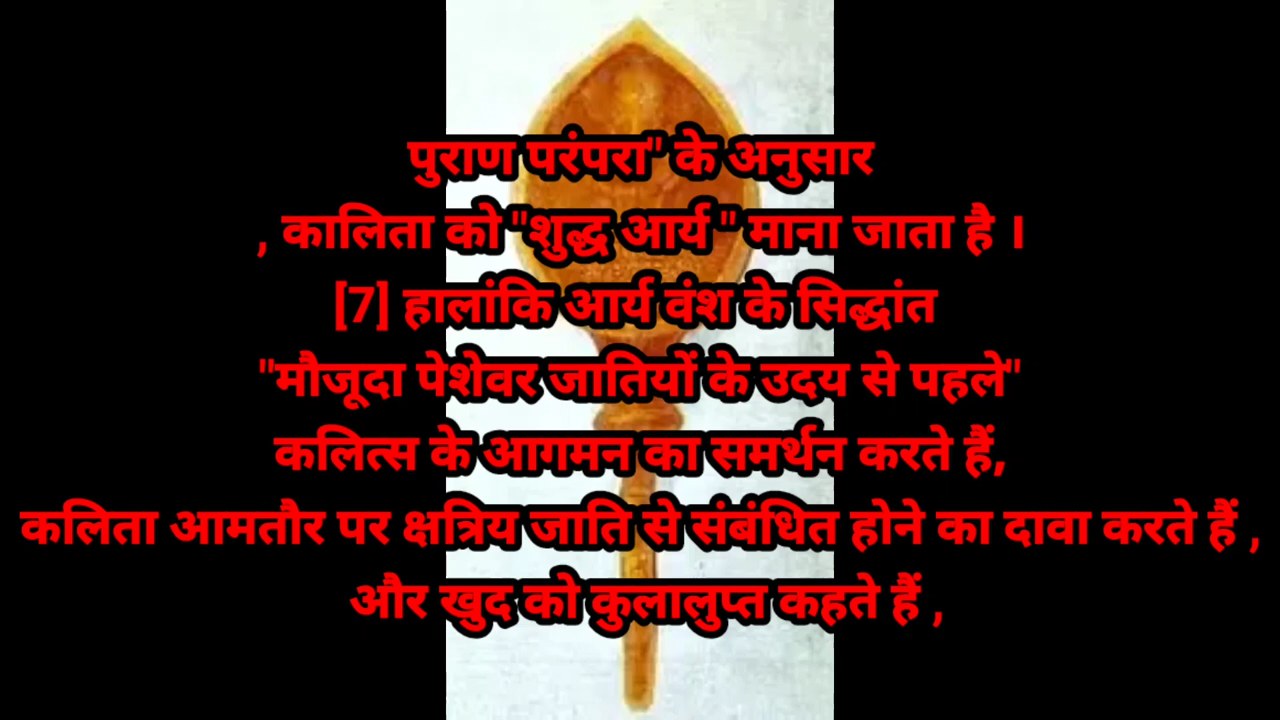 पुराण परंपरा" के अनुसार
, कालिता को "शुद्ध आर्य " माना जाता है ।
[7] हालांकि आर्य वंश के सिद्धांत
"मौजूदा पेशेवर जातियों के उदय से पहले"
कलित्स के आगमन का समर्थन करते हैं,
कलिता आमतौर पर क्षत्रिय जाति से संबंधित होने का दावा करते हैं ,
और खुद को कुलालुप्त कहते हैं ,